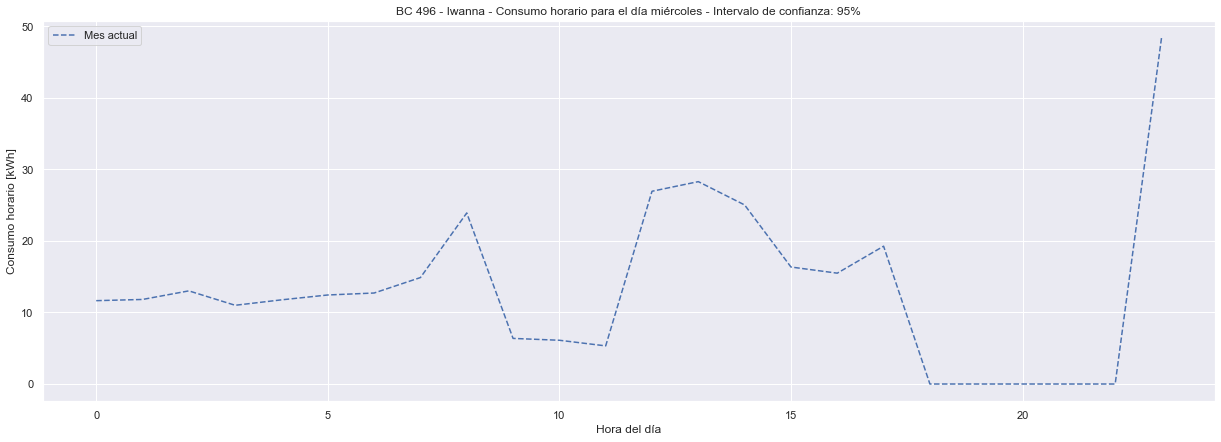 BC 496 - Iwanna - Consumo horario para el día miércoles - Intervalo de confianza: 95%
Mes actual
Consumo horario [kWh]
50
40
30
20
10
0
0 5 10 15 20
Hora del día